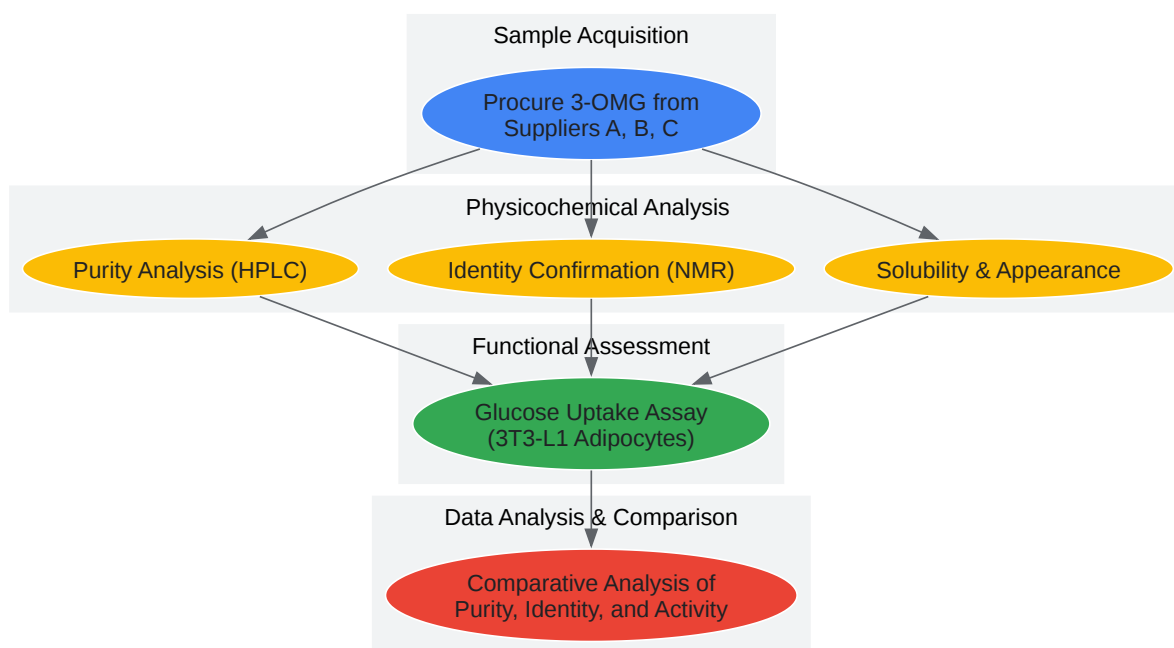 Sample Acquisition
Procure 3-OMG from
Suppliers A, B, C
Physicochemical Analysis
Purity Analysis (HPLC)
Identity Confirmation (NMR)
Solubility & Appearance
Functional Assessment
Glucose Uptake Assay
(3T3-L1 Adipocytes)
Data Analysis & Comparison
Comparative Analysis of
Purity, Identity, and Activity